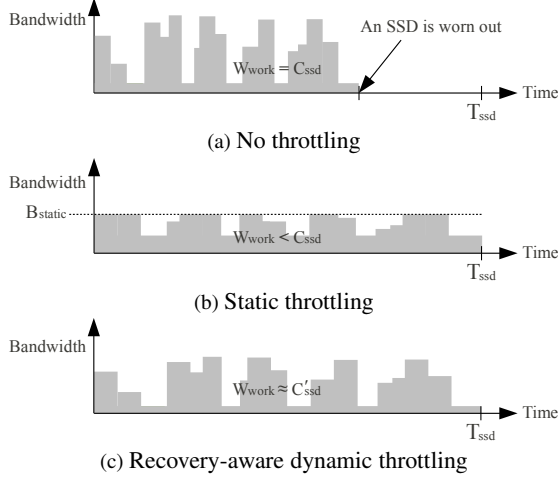 Bandwidth
An SSD is worn out
Wwork = Cssd
Time
Tssd
(a) No throttling
Bandwidth
Bstatic
Wwork < Cssd
Time
Tssd
(b) Static throttling
Bandwidth
Wwork ≈ C'ssd
Time
Tssd
(c) Recovery-aware dynamic throttling